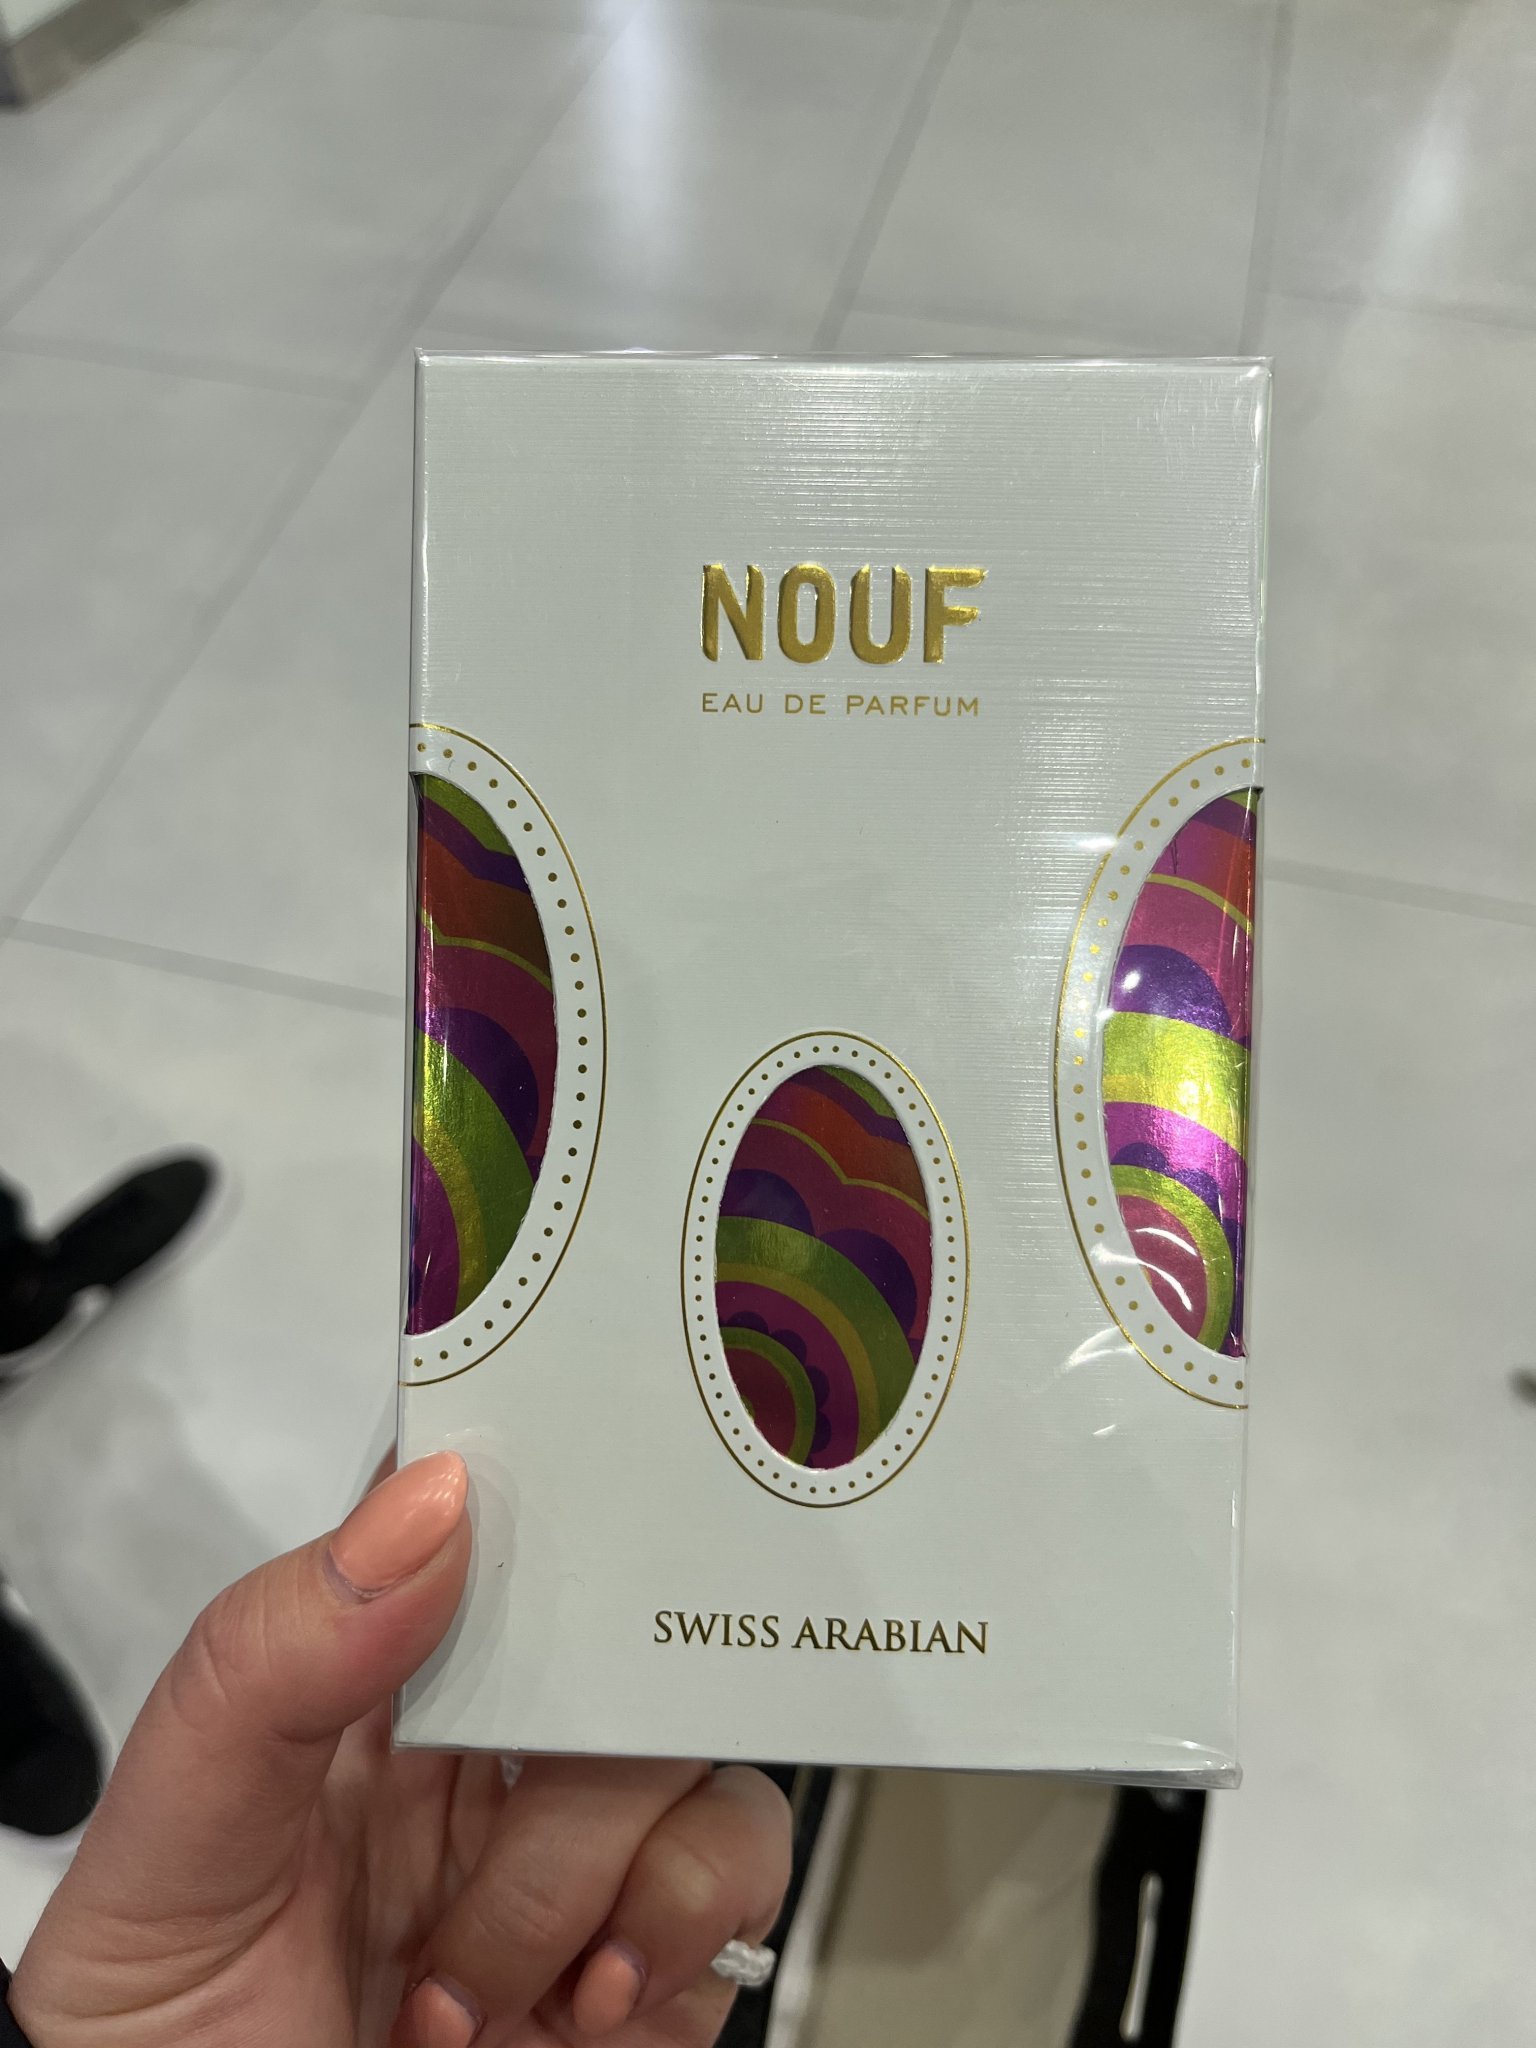 NOUF
EAU DE PARFUM
SWISS ARABIAN